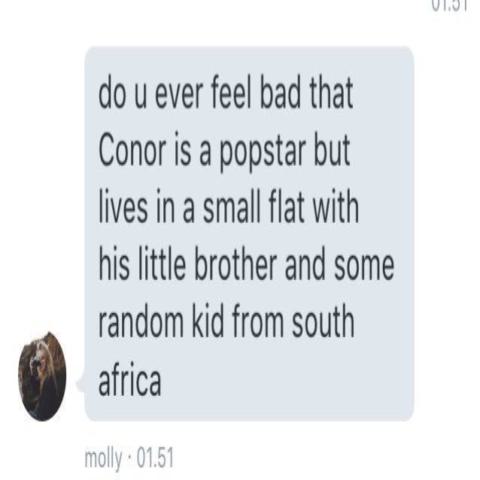 01.51
do u ever feel bad that
Conor is a popstar but
lives in a small flat with
his little brother and some
random kid from south
africa
molly · 01.51